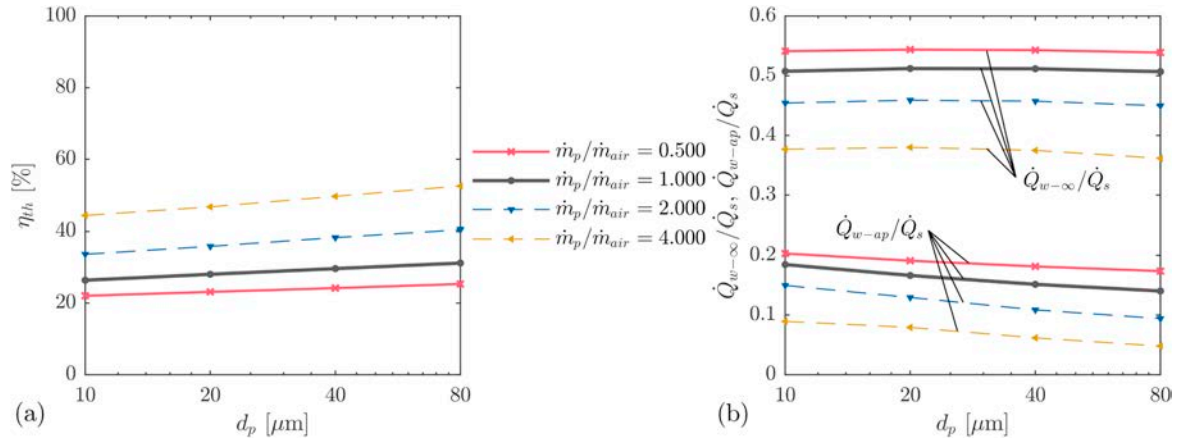 100
80
60
40
20
0
η_th [%]
10 20 40 80
d_p [μm]
(a)
ṁ_p/ṁ_air = 0.500
ṁ_p/ṁ_air = 1.000
ṁ_p/ṁ_air = 2.000
ṁ_p/ṁ_air = 4.000
0.6
0.5
0.4
0.3
0.2
0.1
0
Q̇_w−∞/Q̇_s, Q̇_w−ap/Q̇_s
Q̇_w−∞/Q̇_s
Q̇_w−ap/Q̇_s
10 20 40 80
d_p [μm]
(b)